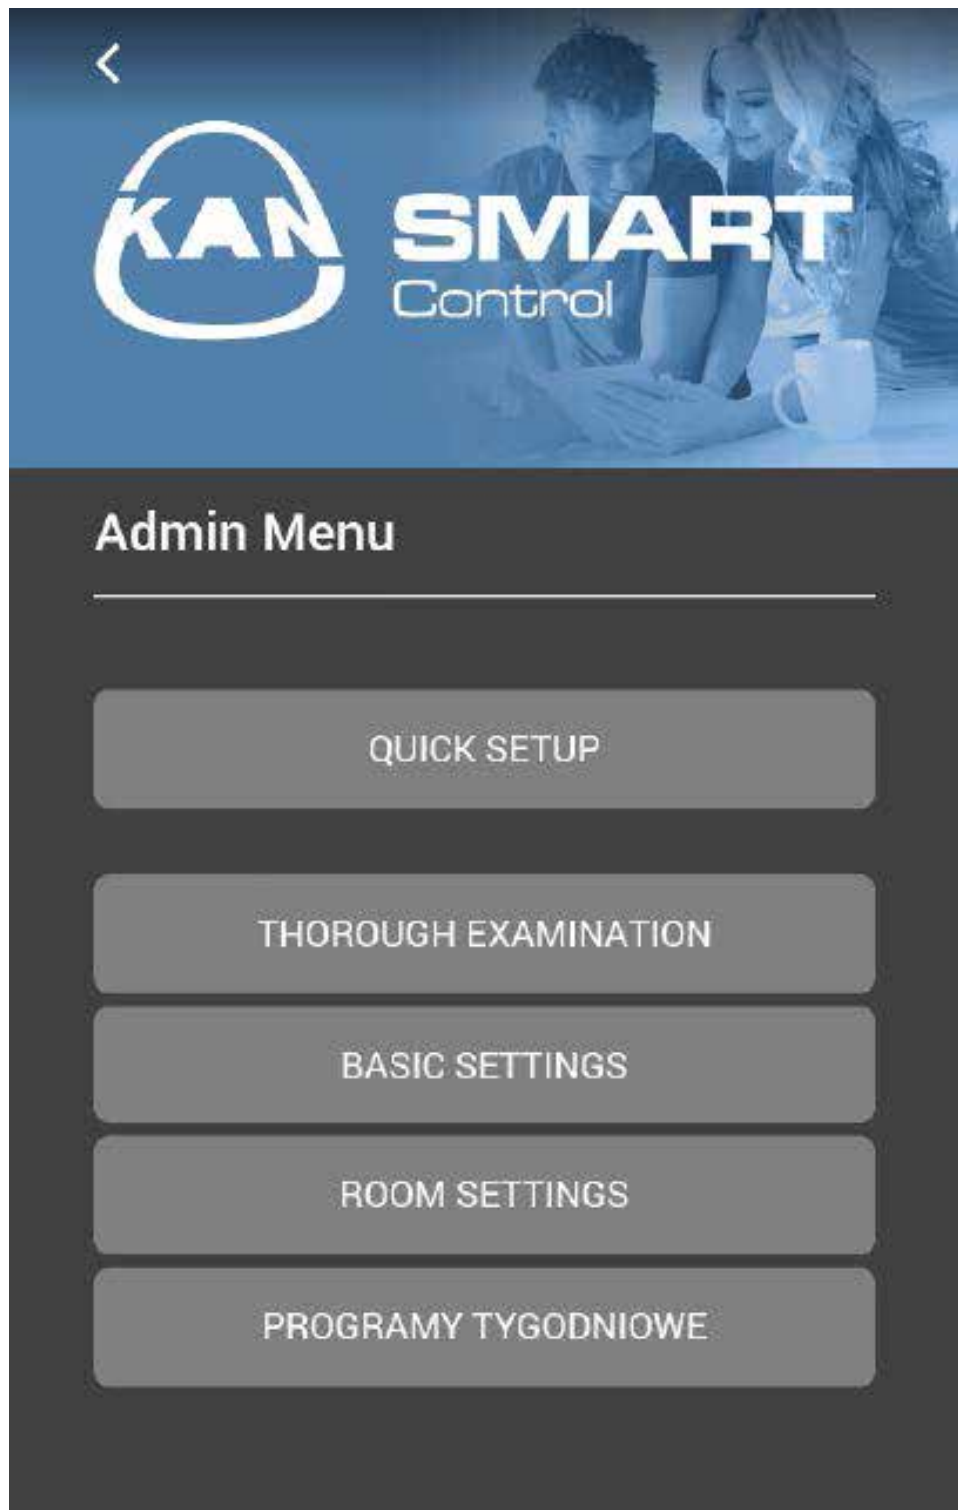 KAN SMART
Control
Admin Menu
QUICK SETUP
THOROUGH EXAMINATION
BASIC SETTINGS
ROOM SETTINGS
PROGRAMY TYGODNIOWE